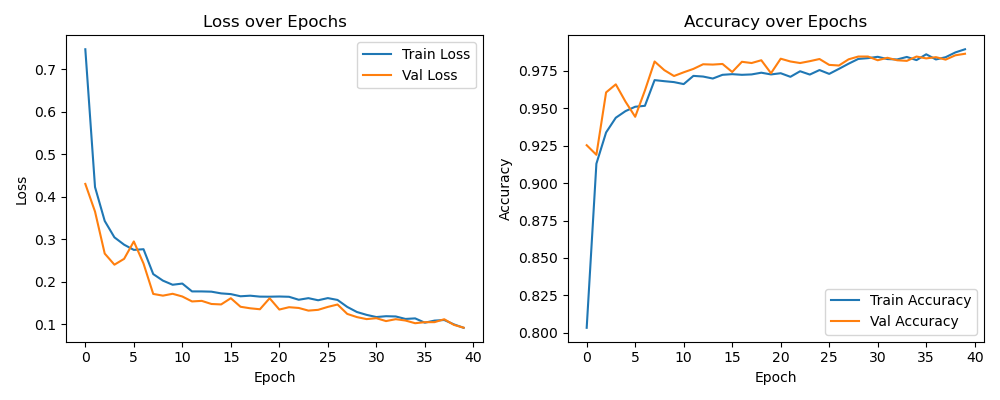 Loss over Epochs
Train Loss
Val Loss
0.7
0.6
0.5
0.4
0.3
0.2
0.1
Loss
0 5 10 15 20 25 30 35 40
Epoch
Accuracy over Epochs
0.975
0.950
0.925
0.900
0.875
0.850
0.825
0.800
Accuracy
Train Accuracy
Val Accuracy
0 5 10 15 20 25 30 35 40
Epoch